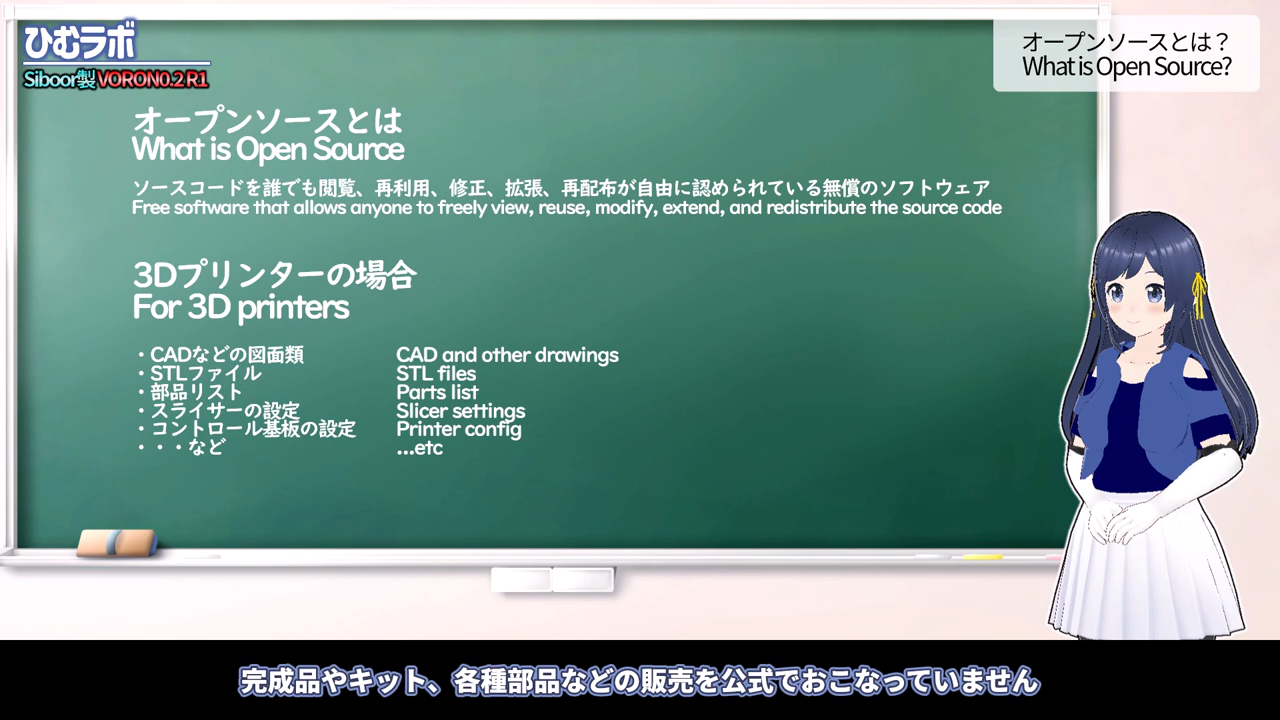 ひむラボ
Siboor製 VORON0.2 R1
オープンソースとは？
What is Open Source?
オープンソースとは
What is Open Source
ソースコードを誰でも閲覧、再利用、修正、拡張、再配布が自由に認められている無償のソフトウェア
Free software that allows anyone to freely view, reuse, modify, extend, and redistribute the source code
3Dプリンターの場合
For 3D printers
・CADなどの図面類 CAD and other drawings
・STLファイル STL files
・部品リスト Parts list
・スライサーの設定 Slicer settings
・コントロール基板の設定 Printer config
・・・など ...etc
完成品やキット、各種部品などの販売を公式でおこなっていません